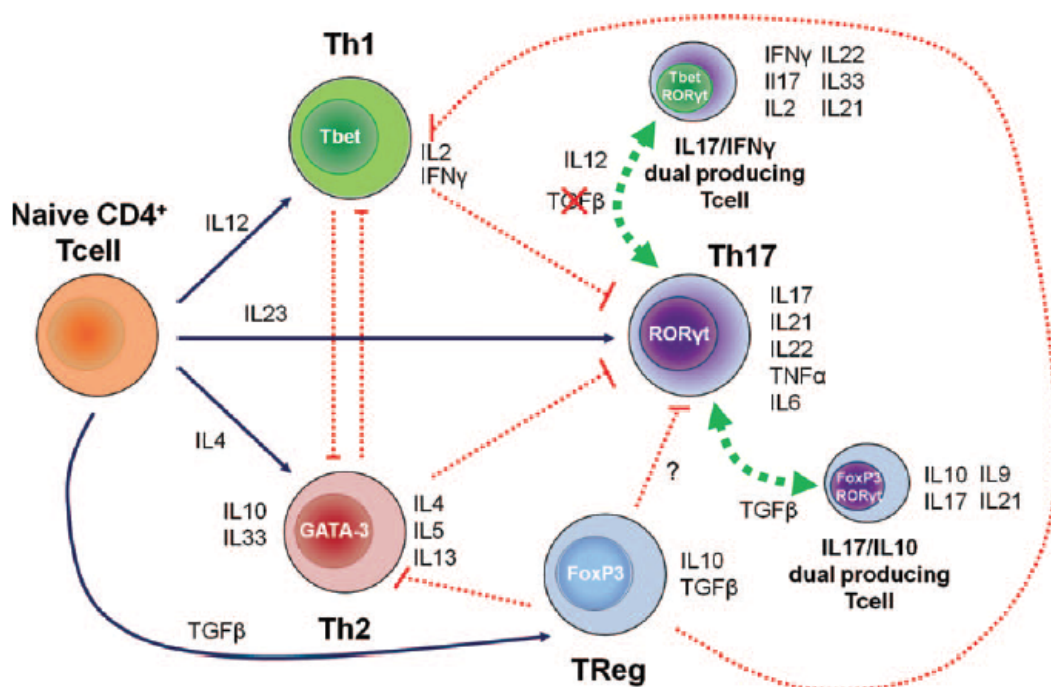 Th1
Tbet
IL2
IFNγ
Naive CD4+
Tcell
IL12
IL23
IL4
TGFβ
IL10
IL33
GATA-3
IL4
IL5
IL13
Th2
FoxP3
IL10
TGFβ
TReg
?
Tbet
RORγt
IFNγ IL22
Il17 IL33
IL2 IL21
IL17/IFNγ
dual producing
Tcell
IL12
TGFβ
Th17
RORγt
IL17
IL21
IL22
TNFα
IL6
TGFβ
FoxP3
RORγt
IL10 IL9
IL17 IL21
IL17/IL10
dual producing
Tcell